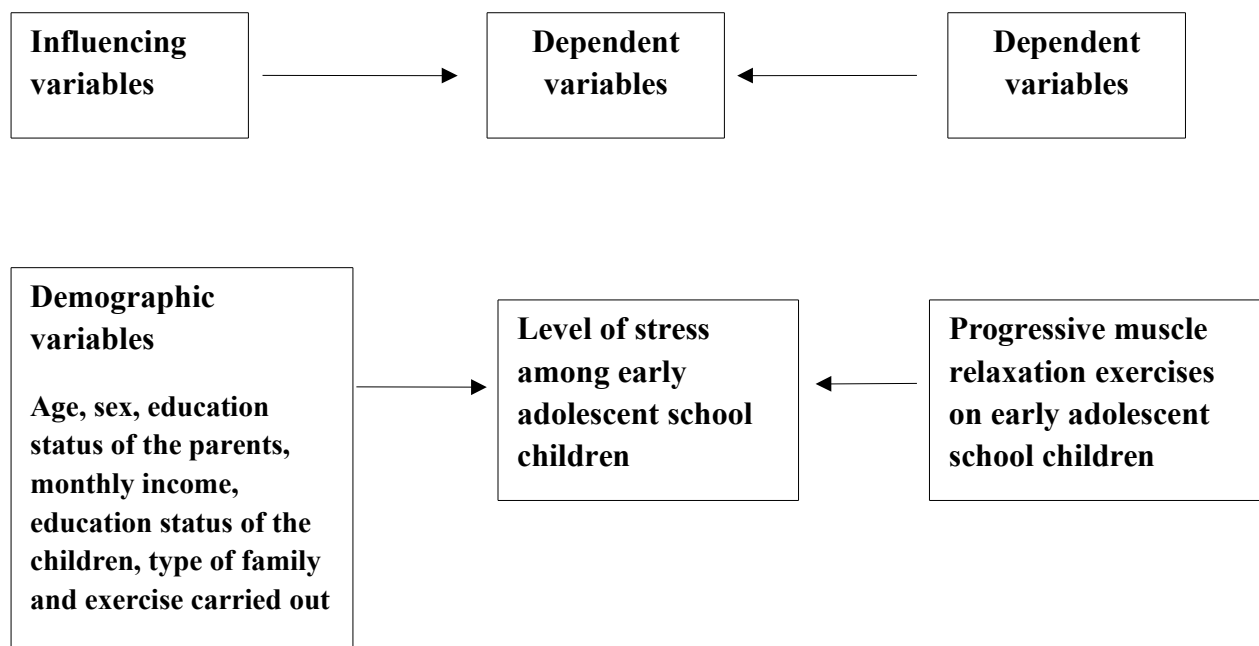 Influencing
variables
Dependent
variables
Dependent
variables
Demographic
variables
Age, sex, education
status of the parents,
monthly income,
education status of the
children, type of family
and exercise carried out
Level of stress
among early
adolescent school
children
Progressive muscle
relaxation exercises
on early adolescent
school children